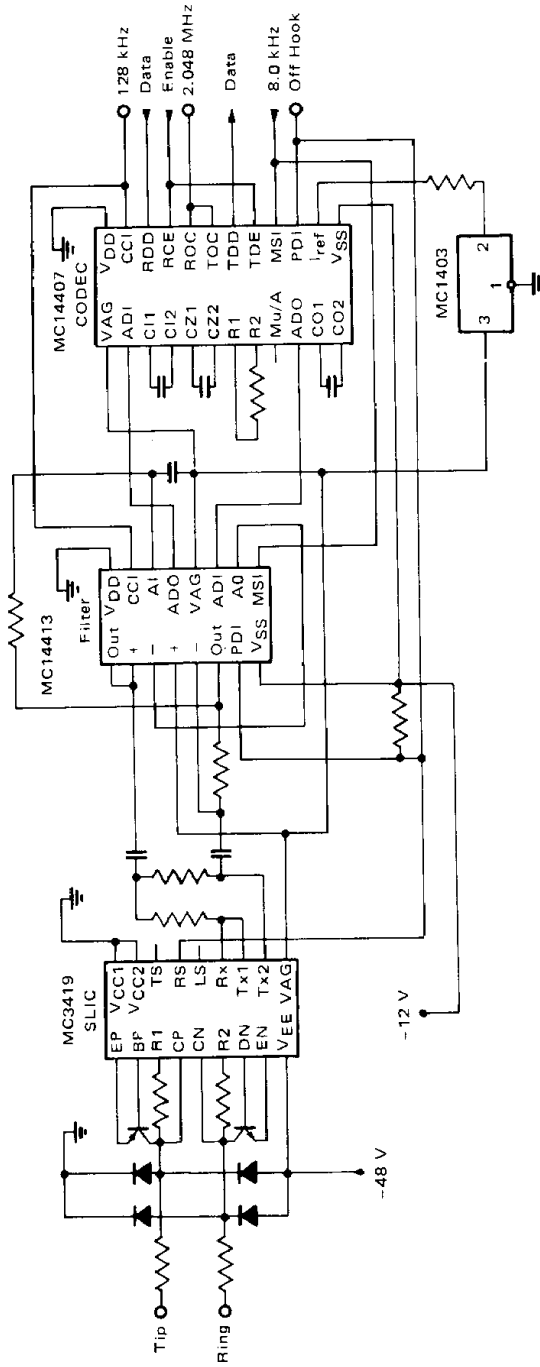 Tip
Ring
-48 V
MC3419
SLIC
EP
BP
R1
CP
CN
R2
DN
EN
VEE
VCC1
VCC2
TS
RS
LS
Rx
Tx1
Tx2
VAG
-12 V
MC14413
Filter
Out
+
−
+
−
Out
PDI
VSS
VDD
CCI
AI
ADO
VAG
ADI
A0
MSI
MC14407
CODEC
VAG
ADI
CI1
CI2
CZ1
CZ2
R1
R2
Mu/A
ADO
CO1
CO2
VDD
CCI
RDD
RCE
ROC
TOC
TDD
TDE
MSI
PDI
Iref
VSS
128 kHz
Data
Enable
2.048 MHz
Data
8.0 kHz
Off Hook
3
2
1
MC1403